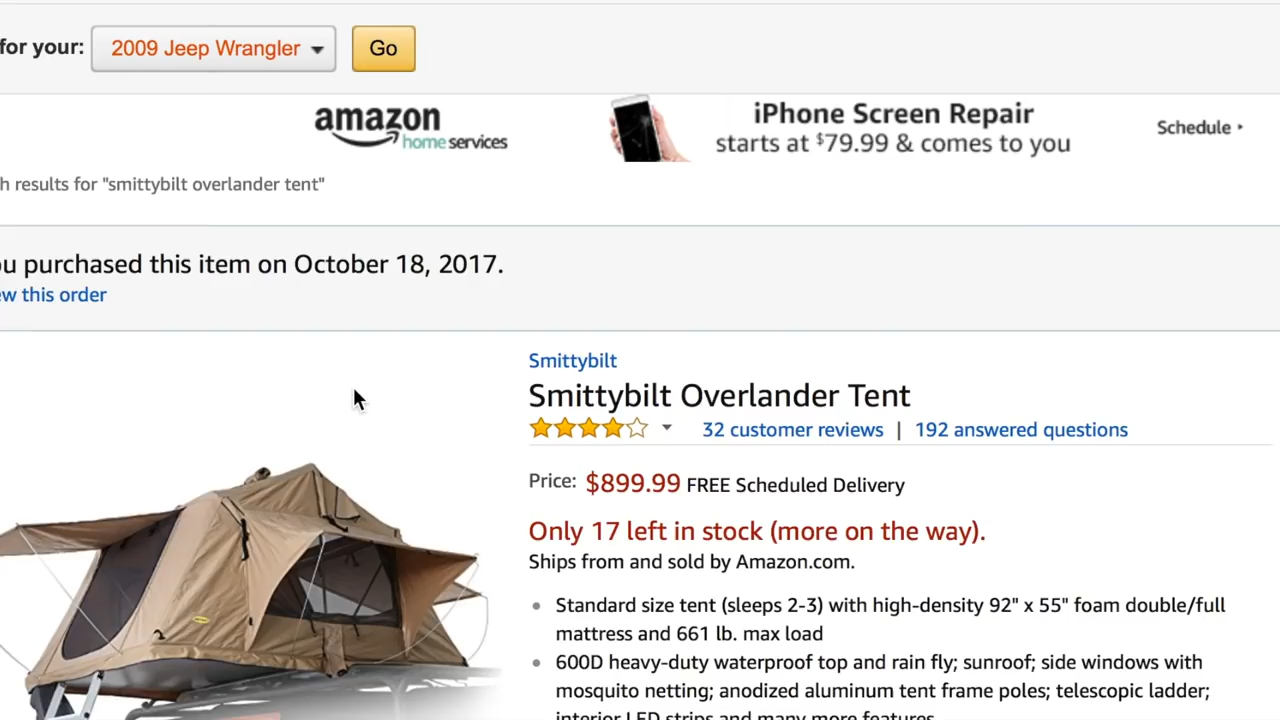 for your: 2009 Jeep Wrangler Go
amazon
home services
iPhone Screen Repair
starts at $79.99 & comes to you
Schedule
h results for "smittybilt overlander tent"
ou purchased this item on October 18, 2017.
ew this order
Smittybilt
Smittybilt Overlander Tent
32 customer reviews | 192 answered questions
Price: $899.99 FREE Scheduled Delivery
Only 17 left in stock (more on the way).
Ships from and sold by Amazon.com.
Standard size tent (sleeps 2-3) with high-density 92" x 55" foam double/full
mattress and 661 lb. max load
600D heavy-duty waterproof top and rain fly; sunroof; side windows with
mosquito netting; anodized aluminum tent frame poles; telescopic ladder;
interior LED strips and many more features